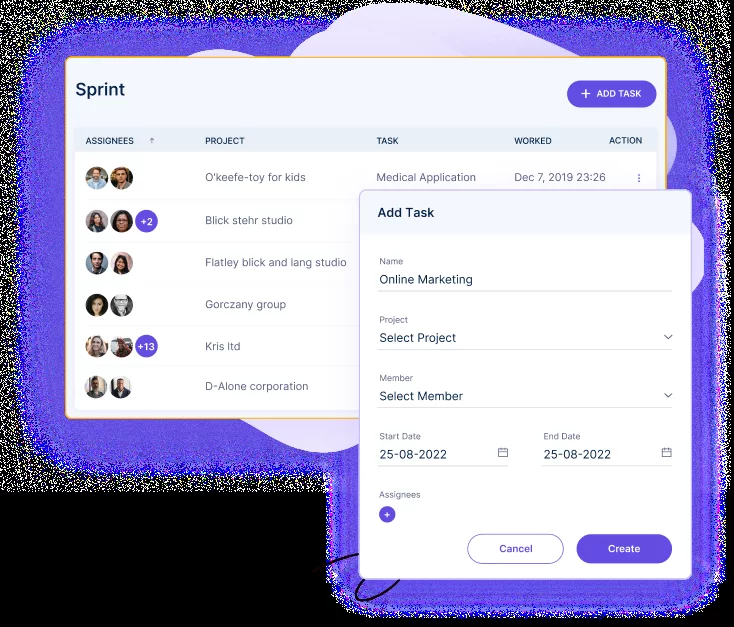 Sprint
+ ADD TASK
ASSIGNEES ↑ PROJECT TASK WORKED ACTION
O'keefe-toy for kids Medical Application Dec 7, 2019 23:26
+2 Blick stehr studio
Flatley blick and lang studio
Gorczany group
+13 Kris ltd
D-Alone corporation
Add Task
Name
Online Marketing
Project
Select Project
Member
Select Member
Start Date End Date
25-08-2022 25-08-2022
Assignees
+
Cancel Create